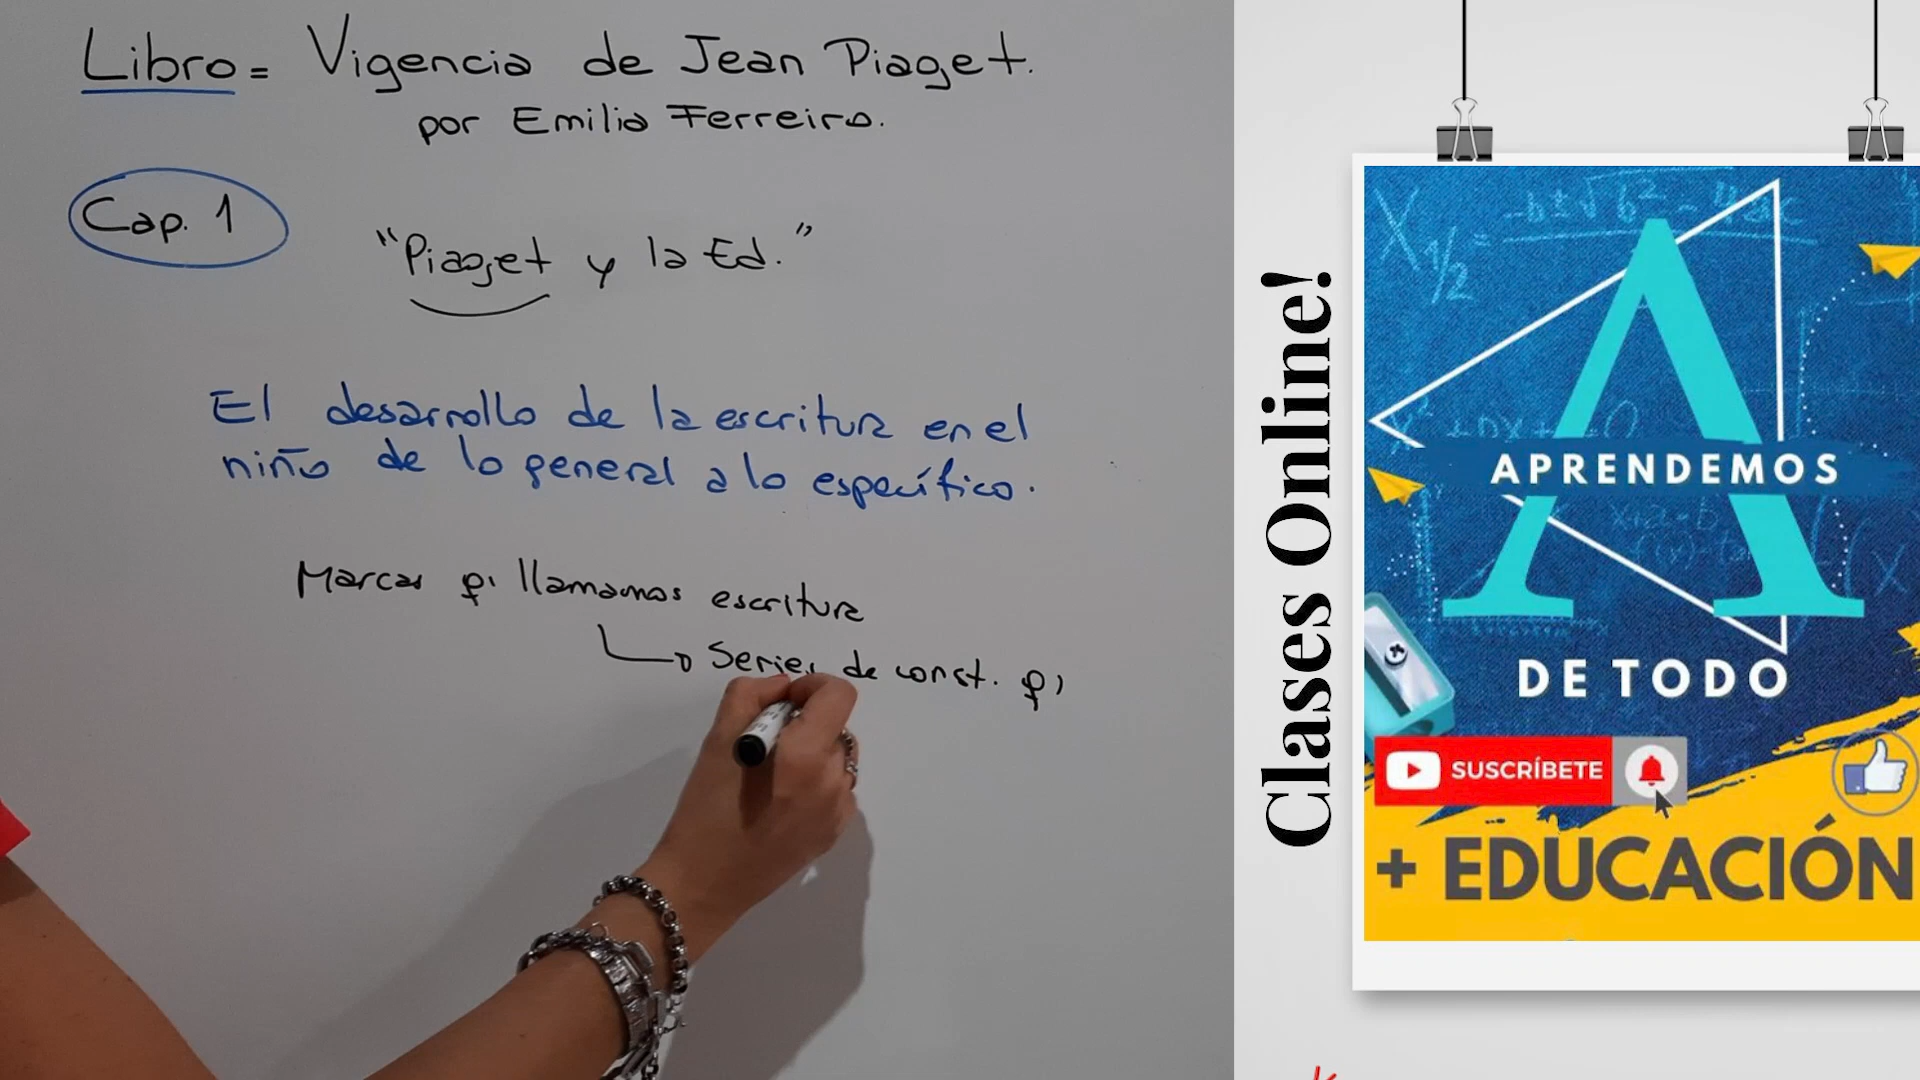 Libro = Vigencia de Jean Piaget.
por Emilia Ferreiro.
Cap. 1
"Piaget y la Ed."
El desarrollo de la escritura en el
niño de lo general a lo específico.
Marcas q' llamamos escritura
Series de const. q'
Clases Online!
APRENDEMOS
DE TODO
SUSCRÍBETE
+ EDUCACIÓN